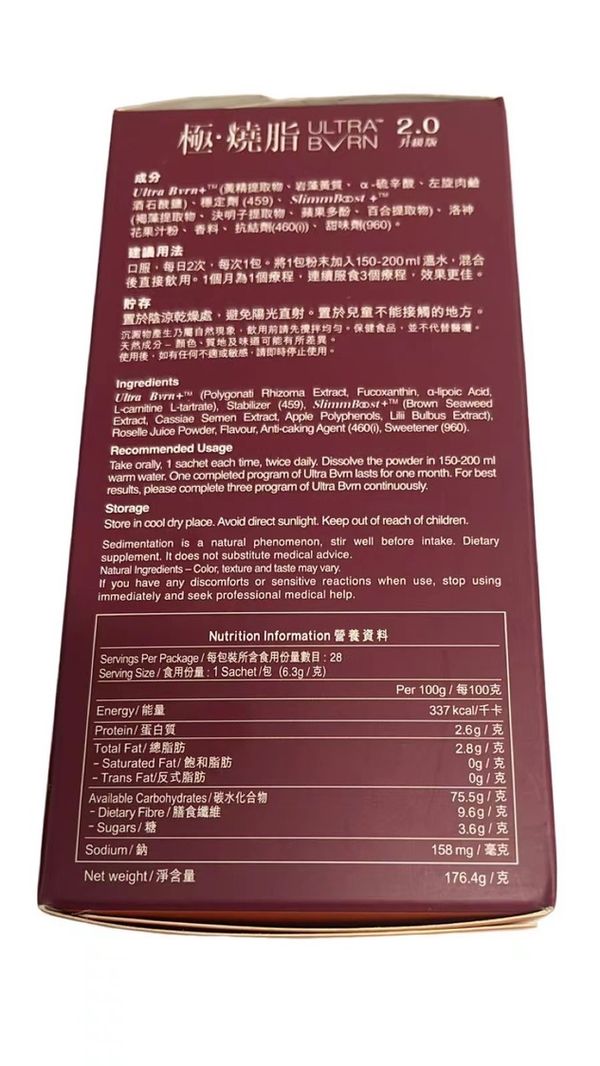 極·燒脂 ULTRA BVRN™ 2.0 升級版
成分
Ultra Bvrn+™ (黃精提取物、岩藻黃質、α-硫辛酸、左旋肉鹼
酒石酸鹽)、穩定劑 (459)、SlimmBoost+™
(褐藻提取物、決明子提取物、蘋果多酚、百合提取物)、洛神
花果汁粉、香料、抗結劑(460(i))、甜味劑(960)。
建議用法
口服,每日2次,每次1包。將1包粉末加入150-200ml溫水,混合
後直接飲用。1個月為1個療程,連續服食3個療程,效果更佳。
貯存
置於陰涼乾燥處,避免陽光直射。置於兒童不能接觸的地方。
沉澱物產生乃屬自然現象,飲用前請先攪拌均勻。保健食品,並不代替醫囑。
天然成分 – 顏色、質地及味道可能有所差異。
使用後,如有任何不適或敏感,請即時停止使用。
Ingredients
Ultra Bvrn+™ (Polygonati Rhizoma Extract, Fucoxanthin, α-lipoic Acid,
L-carnitine L-tartrate), Stabilizer (459), SlimmBoost+™ (Brown Seaweed
Extract, Cassiae Semen Extract, Apple Polyphenols, Lilii Bulbus Extract),
Roselle Juice Powder, Flavour, Anti-caking Agent (460(i), Sweetener (960).
Recommended Usage
Take orally, 1 sachet each time, twice daily. Dissolve the powder in 150-200 ml
warm water. One completed program of Ultra Bvrn lasts for one month. For best
results, please complete three program of Ultra Bvrn continuously.
Storage
Store in cool dry place. Avoid direct sunlight. Keep out of reach of children.
Sedimentation is a natural phenomenon, stir well before intake. Dietary
supplement. It does not substitute medical advice.
Natural Ingredients – Color, texture and taste may vary.
If you have any discomforts or sensitive reactions when use, stop using
immediately and seek professional medical help.
Nutrition Information 營養資料
Servings Per Package / 每包裝所含食用份量數目 : 28
Serving Size / 食用份量 : 1 Sachet /包 (6.3g / 克)
Per 100g / 每100克
Energy/ 能量 337 kcal/千卡
Protein/ 蛋白質 2.6g / 克
Total Fat/ 總脂肪 2.8g / 克
- Saturated Fat/ 飽和脂肪 0g / 克
- Trans Fat/反式脂肪 0g / 克
Available Carbohydrates / 碳水化合物 75.5g / 克
- Dietary Fibre / 膳食纖維 9.6g / 克
- Sugars / 糖 3.6g / 克
Sodium / 鈉 158 mg / 毫克
Net weight / 淨含量 176.4g / 克